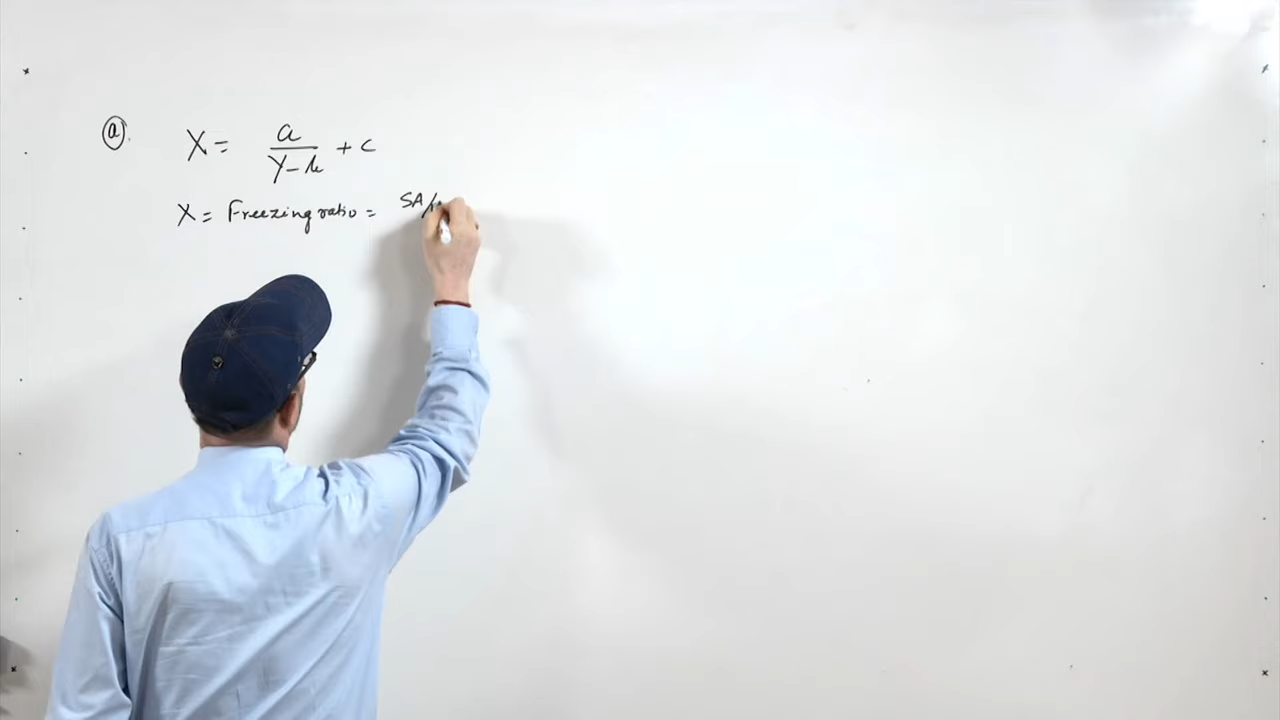 (a). X = a/(Y-h) + c
X = Freezing ratio = SA/